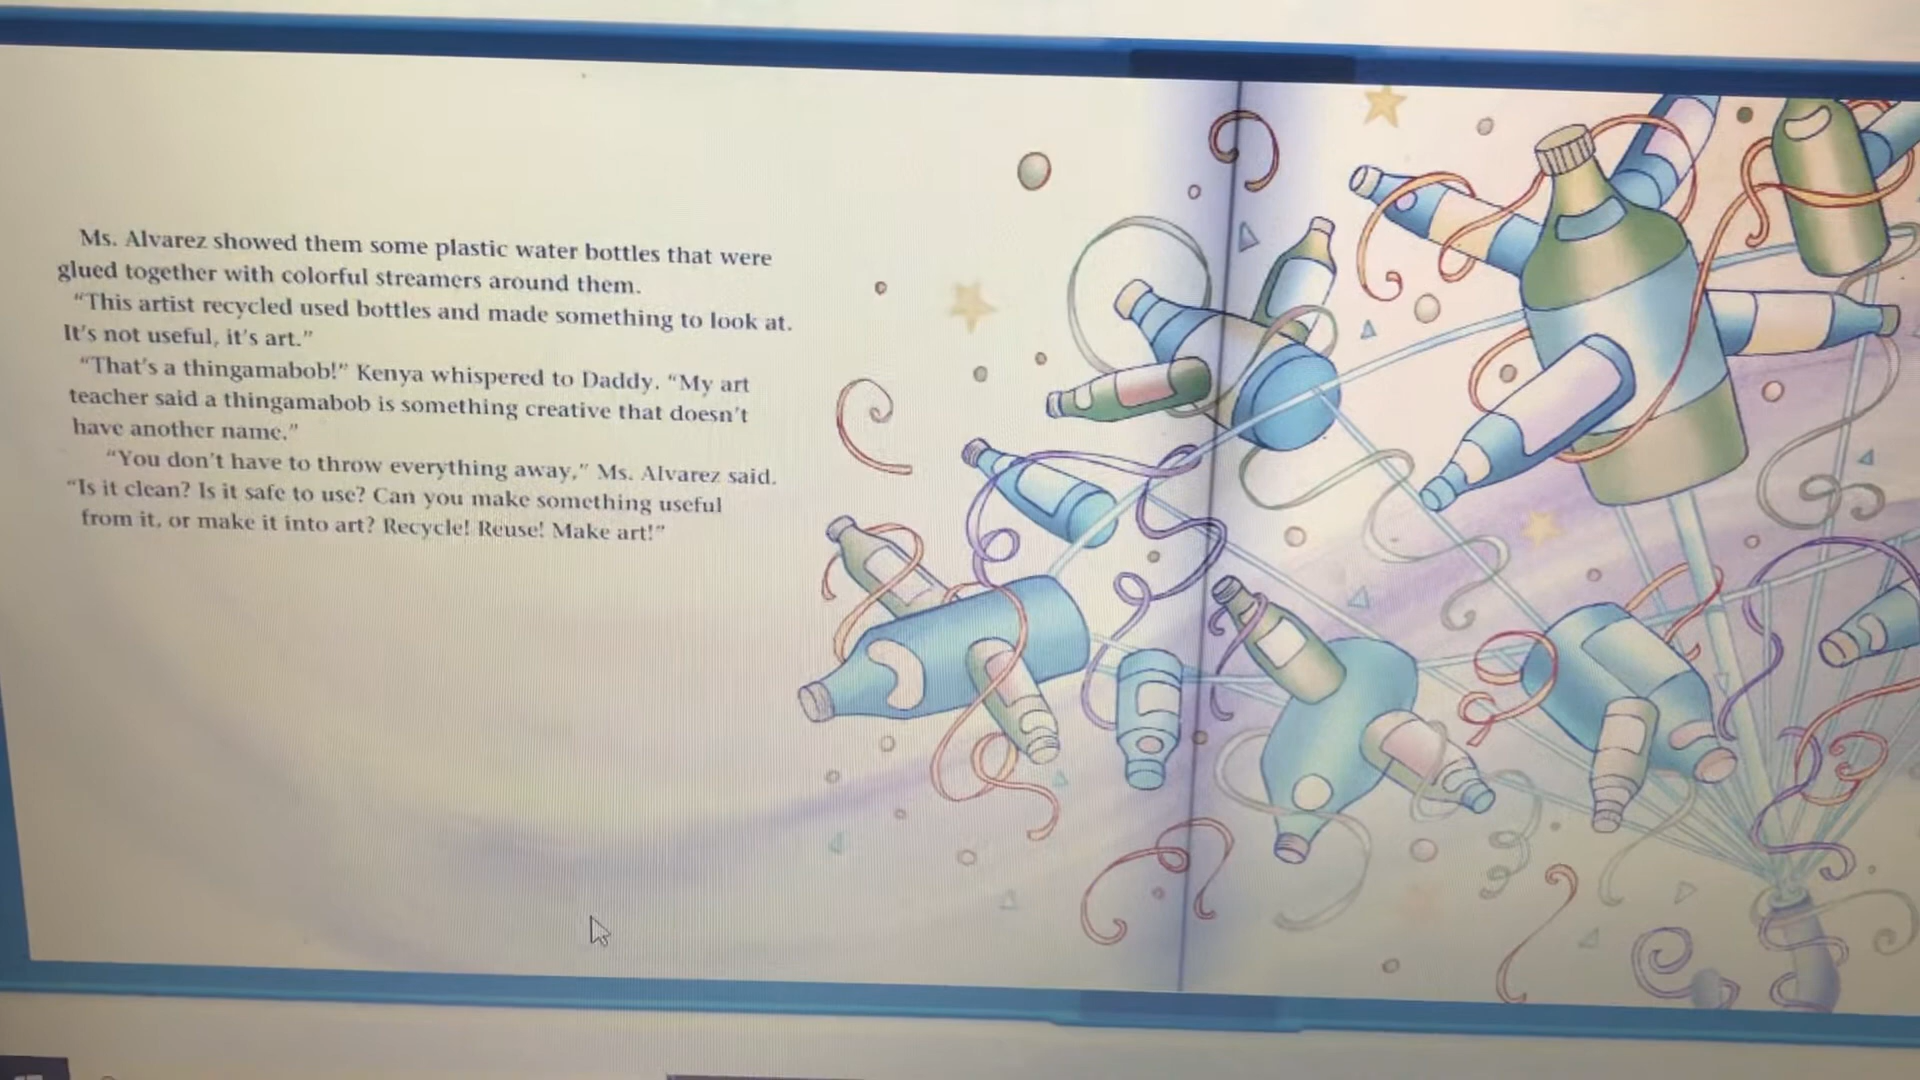 Ms. Alvarez showed them some plastic water bottles that were
glued together with colorful streamers around them.
“This artist recycled used bottles and made something to look at.
It’s not useful, it’s art.”
“That’s a thingamabob!” Kenya whispered to Daddy. “My art
teacher said a thingamabob is something creative that doesn’t
have another name.”
“You don’t have to throw everything away,” Ms. Alvarez said.
“Is it clean? Is it safe to use? Can you make something useful
from it, or make it into art? Recycle! Reuse! Make art!”